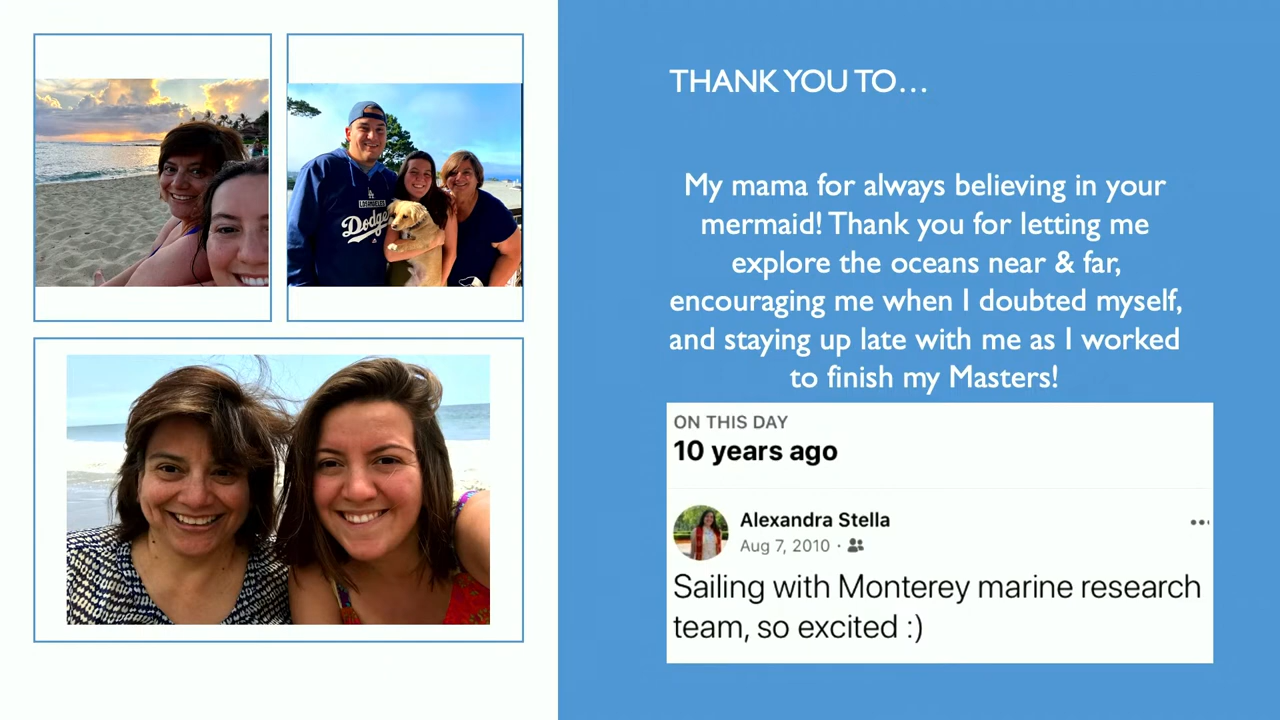 THANK YOU TO…
My mama for always believing in your
mermaid! Thank you for letting me
explore the oceans near & far,
encouraging me when I doubted myself,
and staying up late with me as I worked
to finish my Masters!
LOS ANGELES
Dodge
ON THIS DAY
10 years ago
Alexandra Stella
Aug 7, 2010 ·
Sailing with Monterey marine research
team, so excited :)